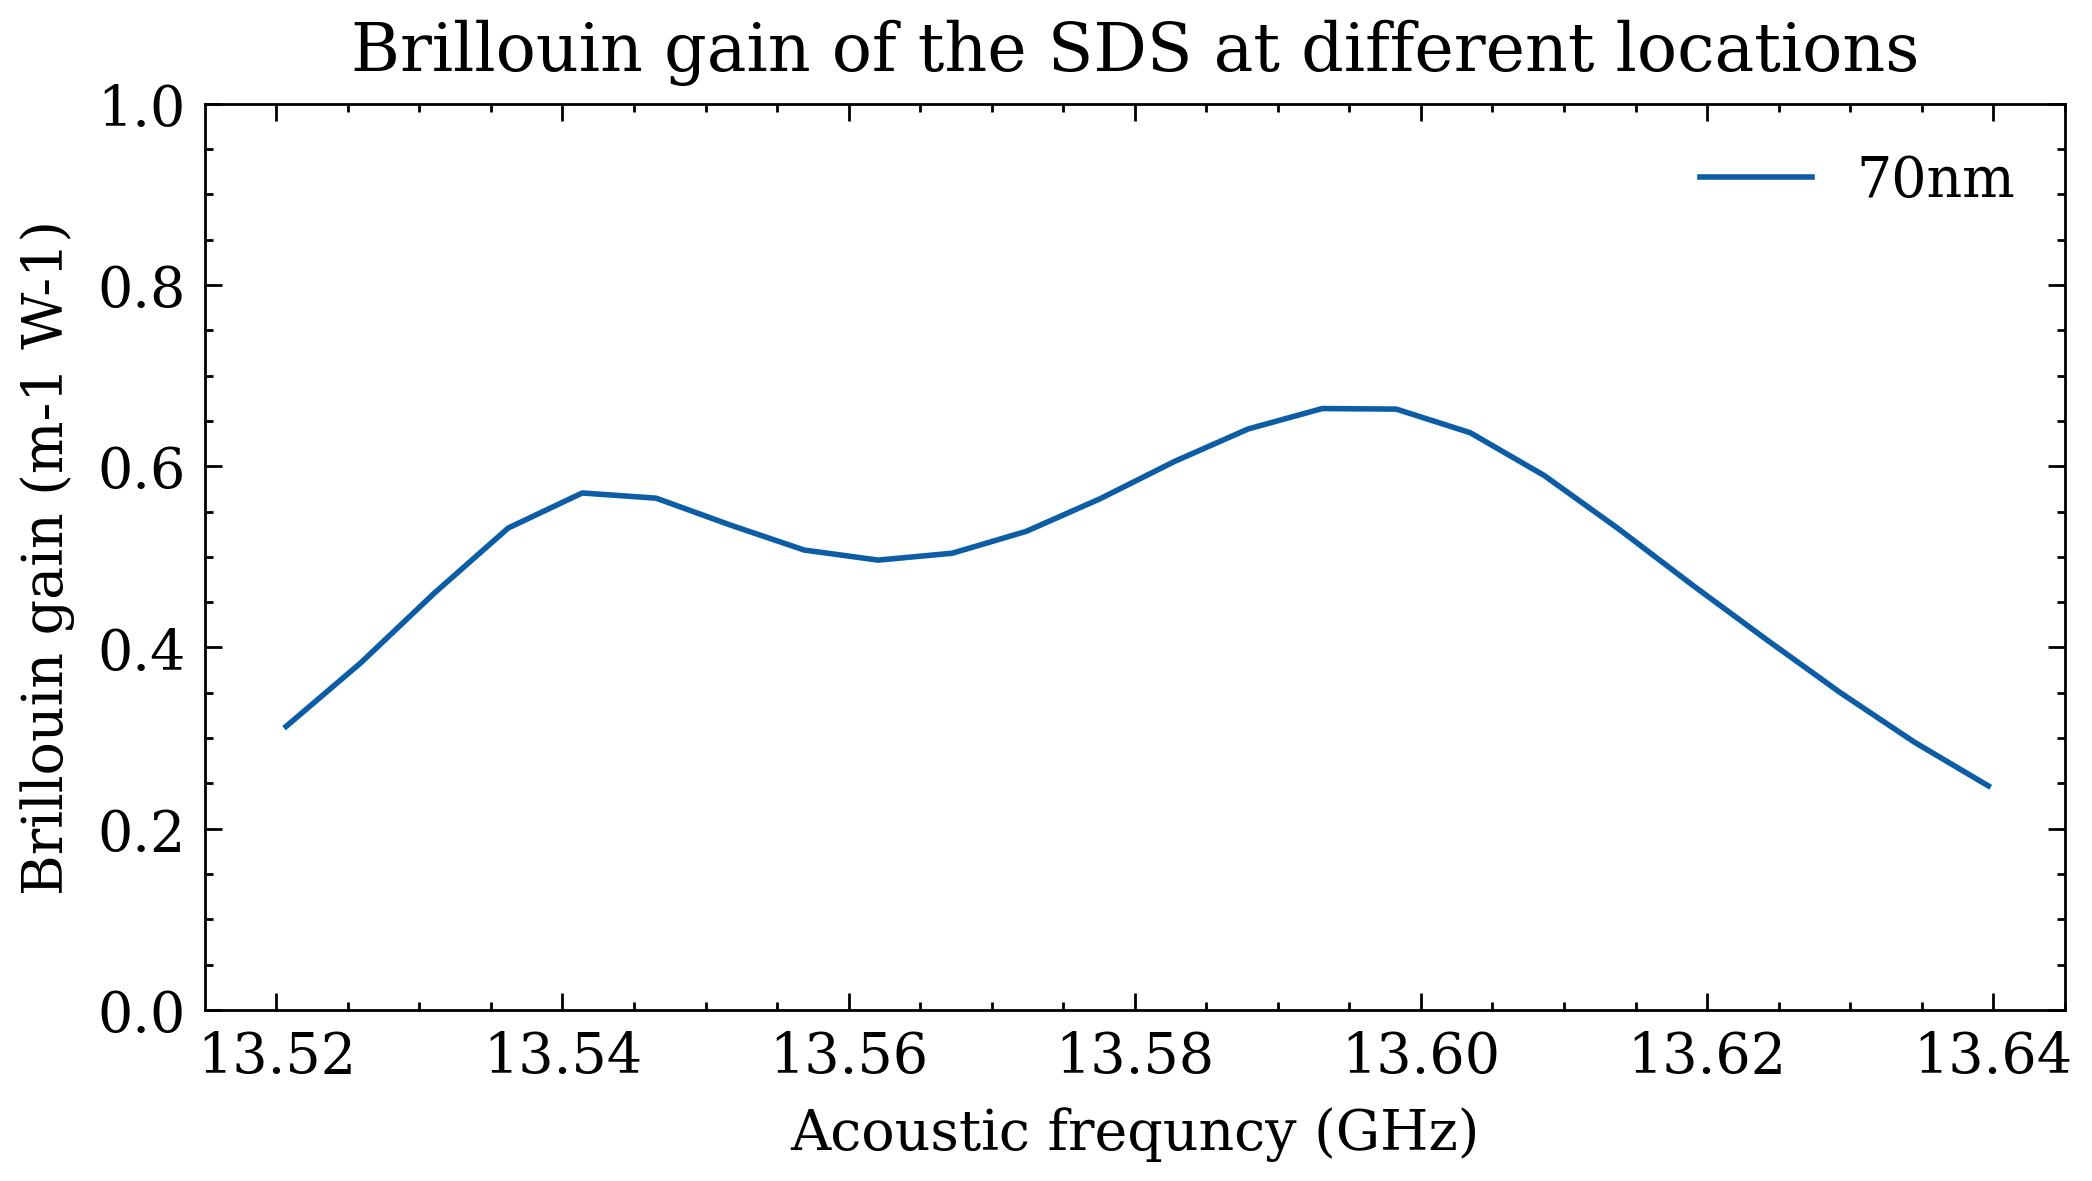 Brillouin gain of the SDS at different locations
1.0
0.8
0.6
0.4
0.2
0.0
Brillouin gain (m-1 W-1)
70nm
13.52 13.54 13.56 13.58 13.60 13.62 13.64
Acoustic frequncy (GHz)